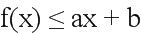 f(x) ≤ ax + b